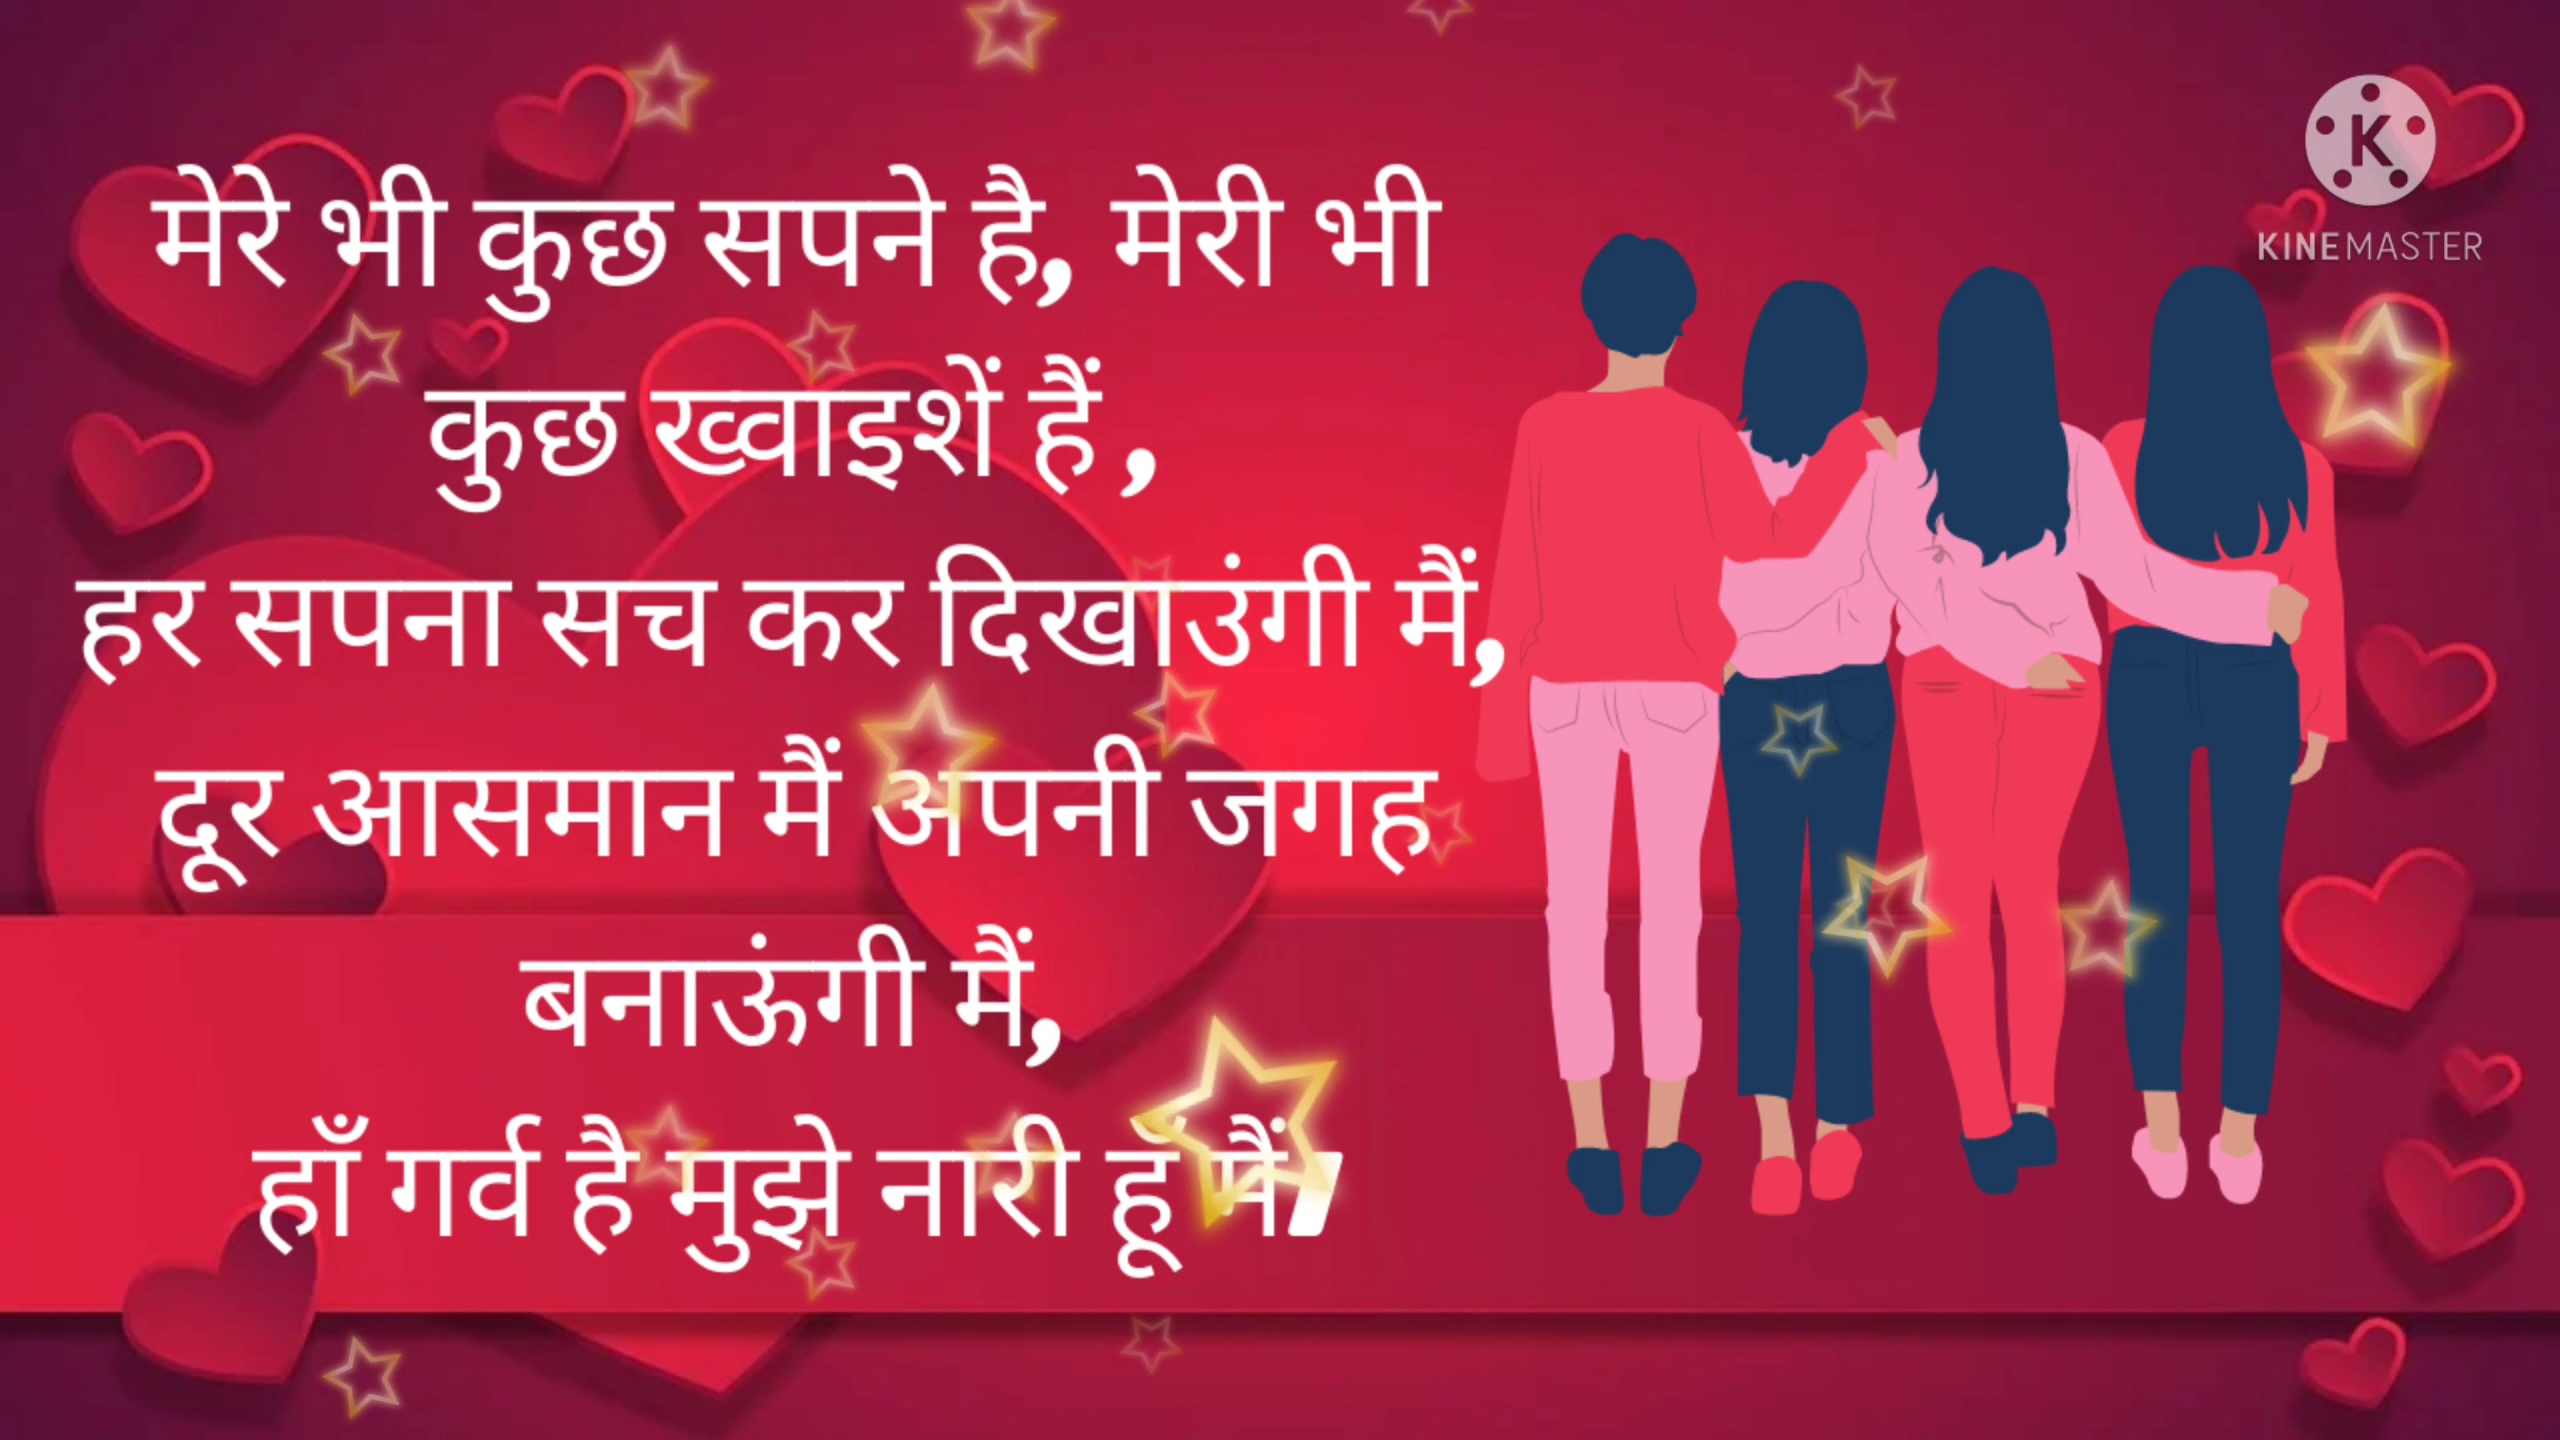 मेरे भी कुछ सपने है, मेरी भी
कुछ ख्वाइशें हैं ,
हर सपना सच कर दिखाउंगी मैं,
दूर आसमान मैं अपनी जगह
बनाऊंगी मैं,
हाँ गर्व है मुझे नारी हूँ मैं,
K
KINEMASTER